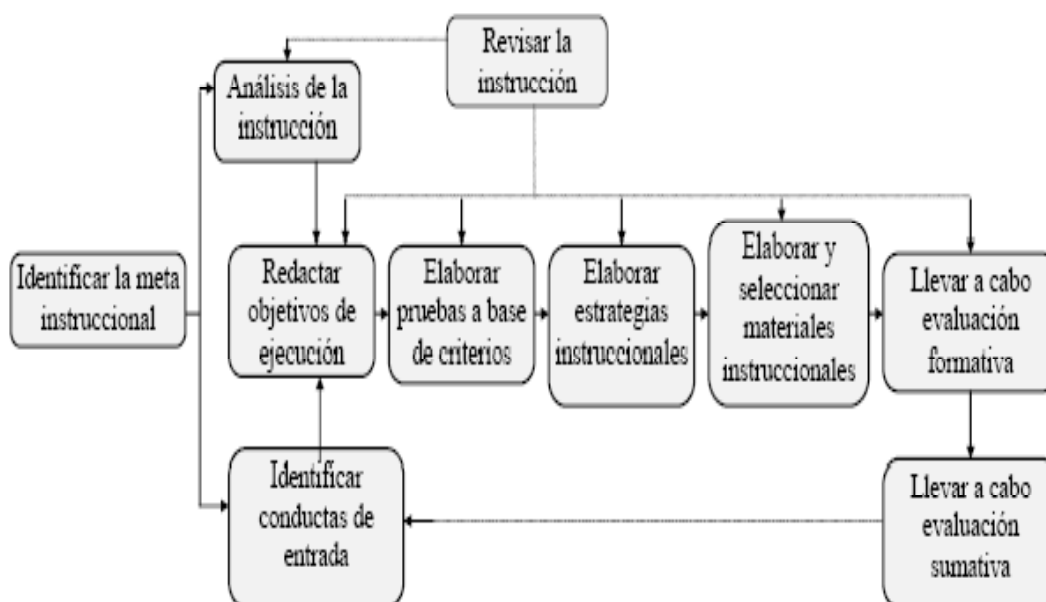 Revisar la
instrucción
Análisis de la
instrucción
Identificar la meta
instruccional
Redactar
objetivos de
ejecución
Elaborar
pruebas a base
de criterios
Elaborar
estrategias
instruccionales
Elaborar y
seleccionar
materiales
instruccionales
Llevar a cabo
evaluación
formativa
Identificar
conductas de
entrada
Llevar a cabo
evaluación
sumativa